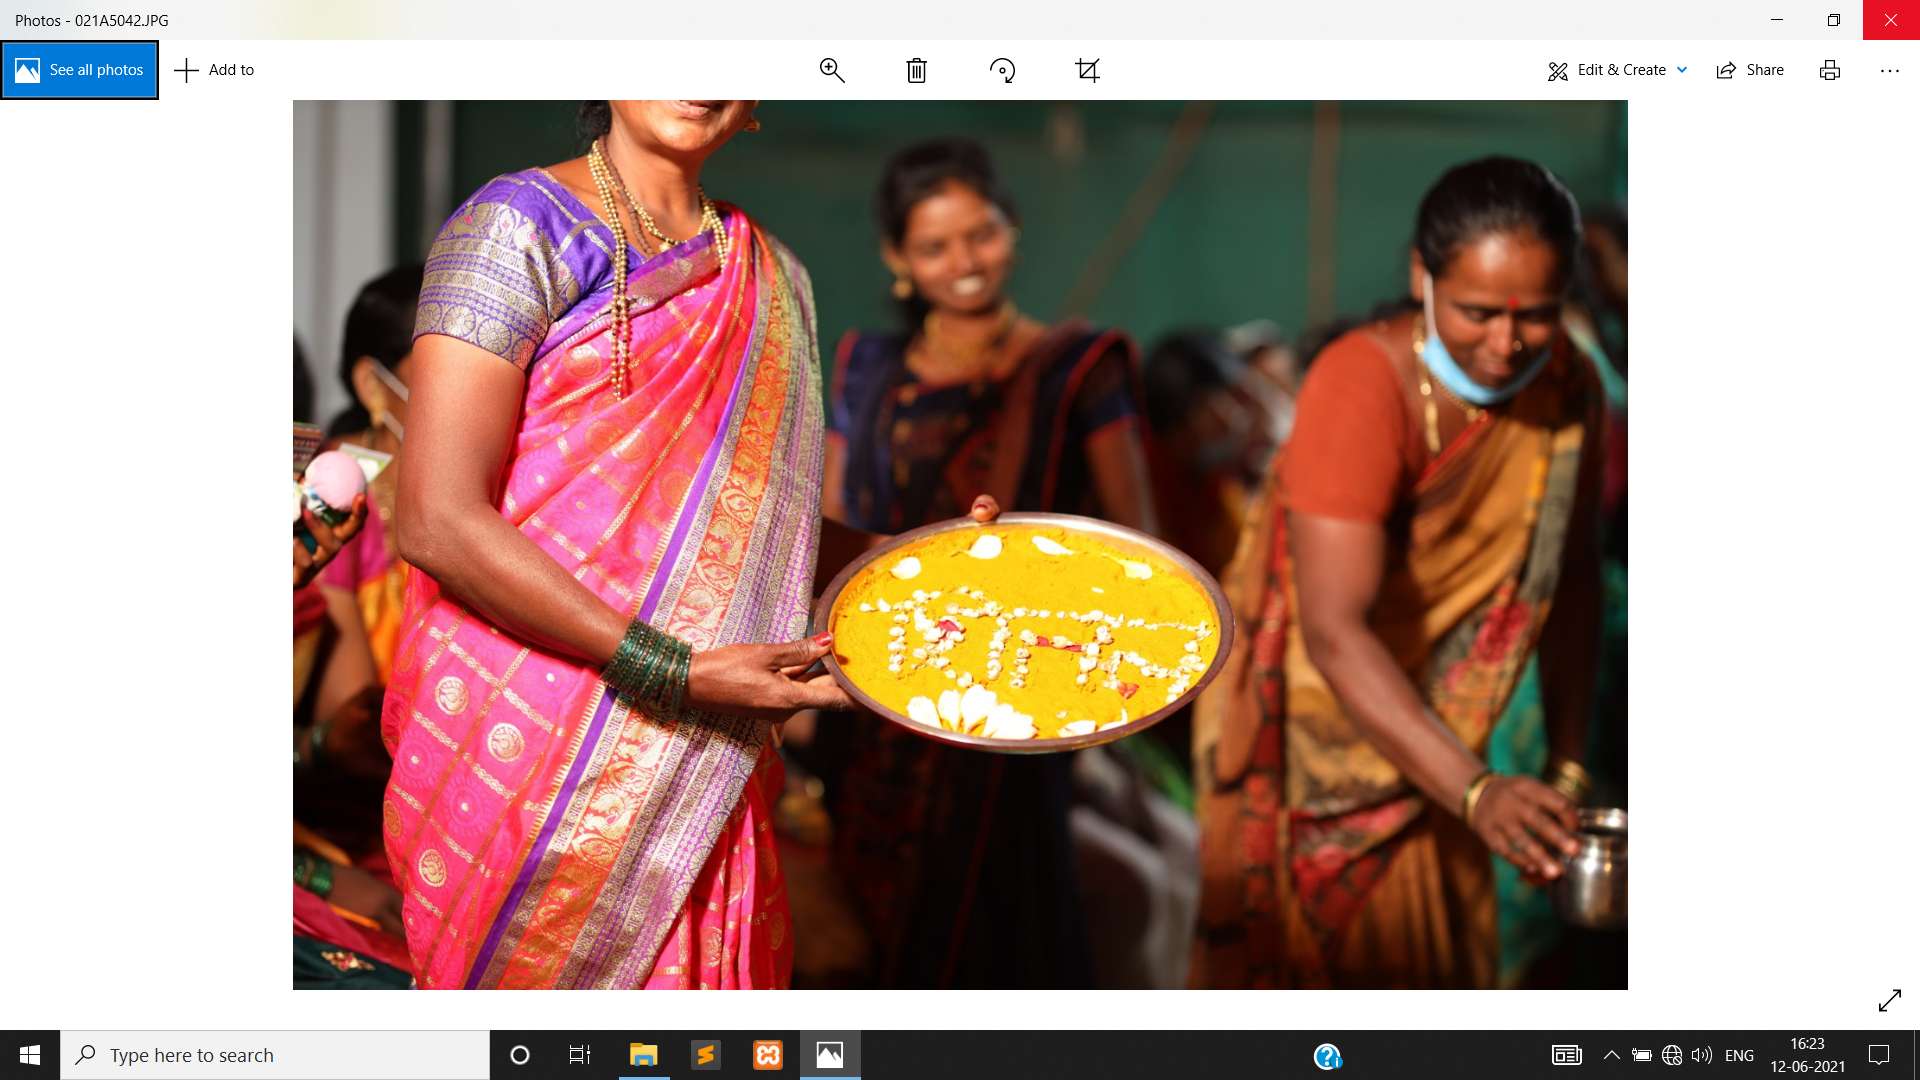 Photos - 021A5042.JPG
See all photos
Add to
Edit & Create
Share
Type here to search
ENG
16:23
12-06-2021